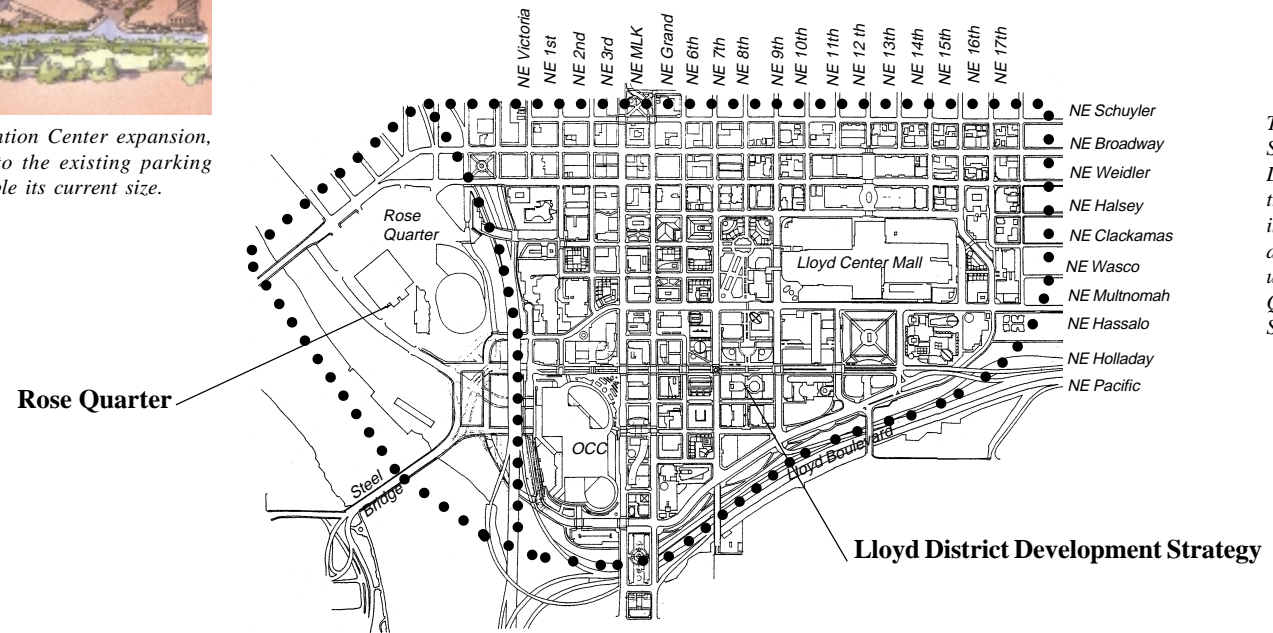 ntion Center expansion,
to the existing parking
ble its current size.
NE Victoria
NE 1st
NE 2nd
NE 3rd
NE MLK
NE Grand
NE 6th
NE 7th
NE 8th
NE 9th
NE 10th
NE 11th
NE 12 th
NE 13th
NE 14th
NE 15th
NE 16th
NE 17th
NE Schuyler
NE Broadway
NE Weidler
NE Halsey
NE Clackamas
NE Wasco
NE Multnomah
NE Hassalo
NE Holladay
NE Pacific
Rose
Quarter
Lloyd Center Mall
Rose Quarter
OCC
Steel
Bridge
Lloyd Boulevard
Lloyd District Development Strategy